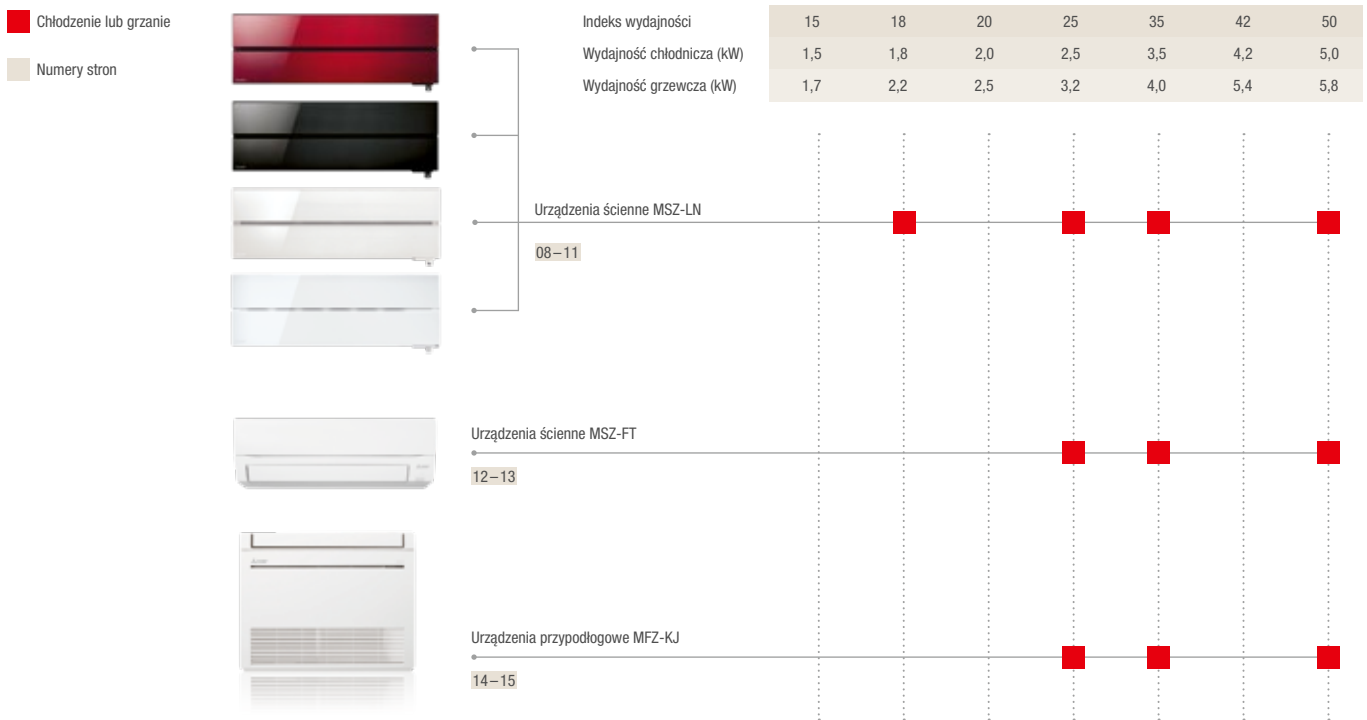 Chłodzenie lub grzanie
Numery stron
Indeks wydajności 15 18 20 25 35 42 50
Wydajność chłodnicza (kW) 1,5 1,8 2,0 2,5 3,5 4,2 5,0
Wydajność grzewcza (kW) 1,7 2,2 2,5 3,2 4,0 5,4 5,8
Urządzenia ścienne MSZ-LN
08–11
Urządzenia ścienne MSZ-FT
12–13
Urządzenia przypodłogowe MFZ-KJ
14–15